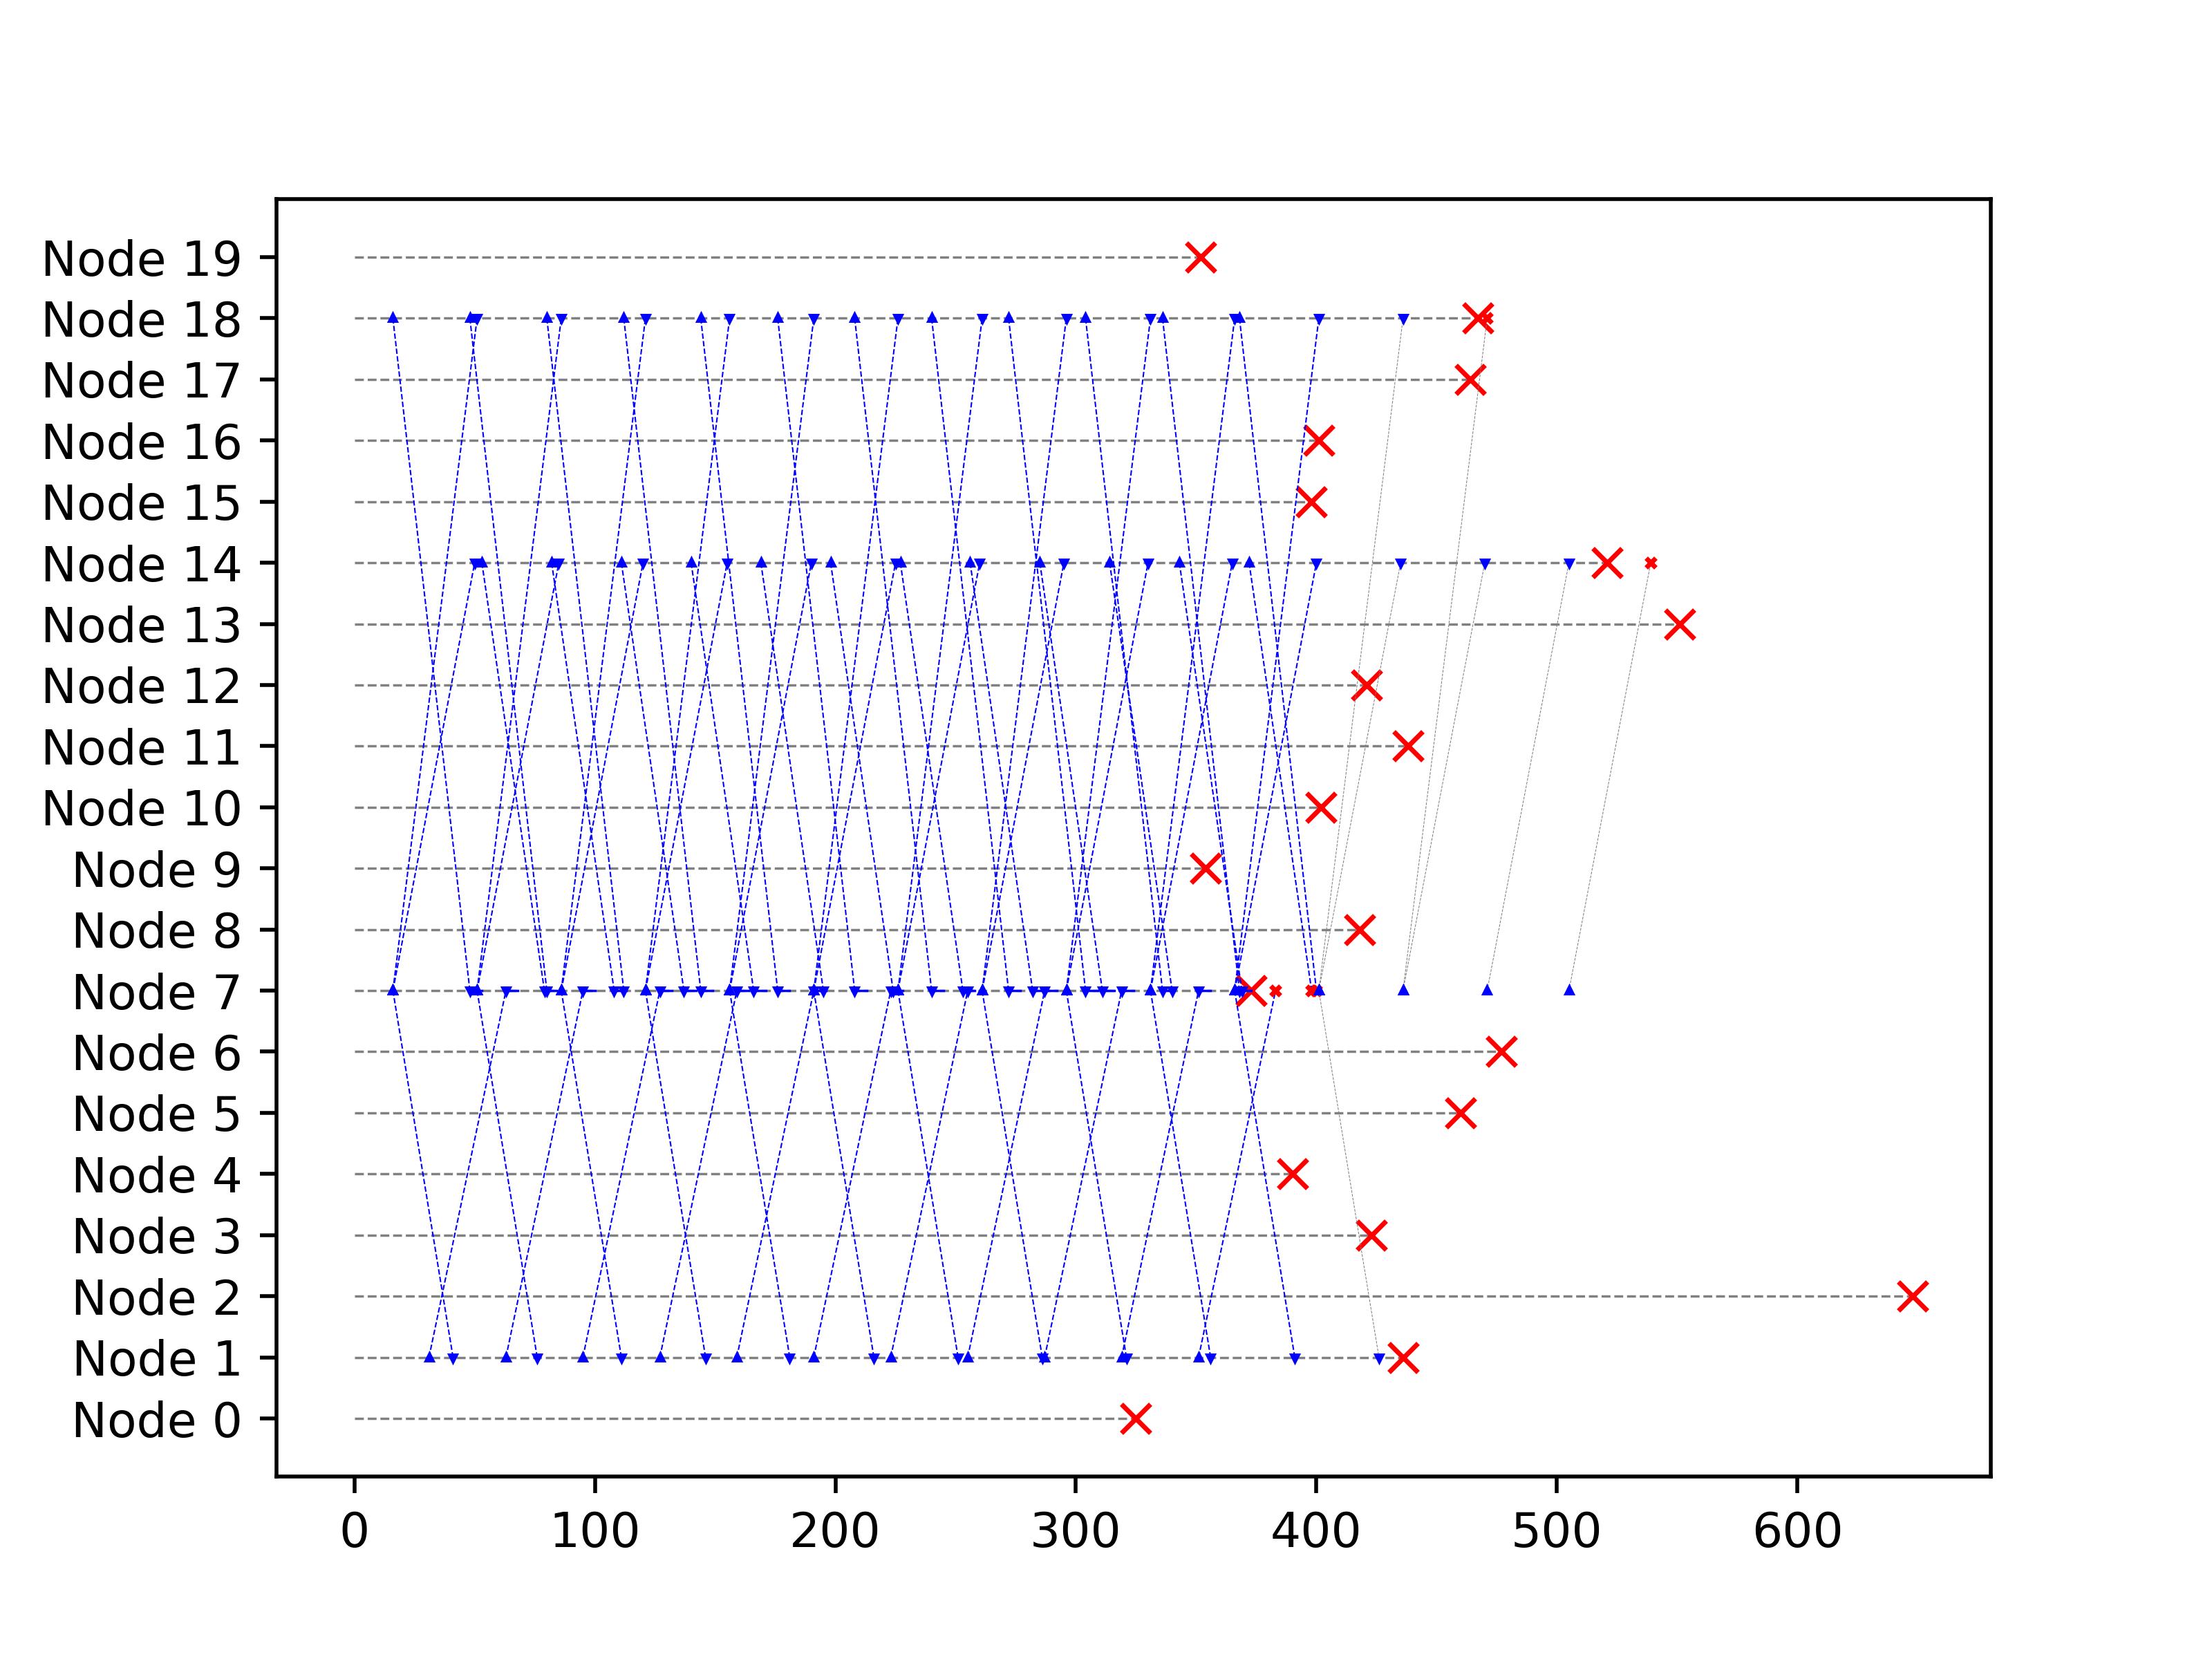 Node 19
Node 18
Node 17
Node 16
Node 15
Node 14
Node 13
Node 12
Node 11
Node 10
Node 9
Node 8
Node 7
Node 6
Node 5
Node 4
Node 3
Node 2
Node 1
Node 0
0 100 200 300 400 500 600